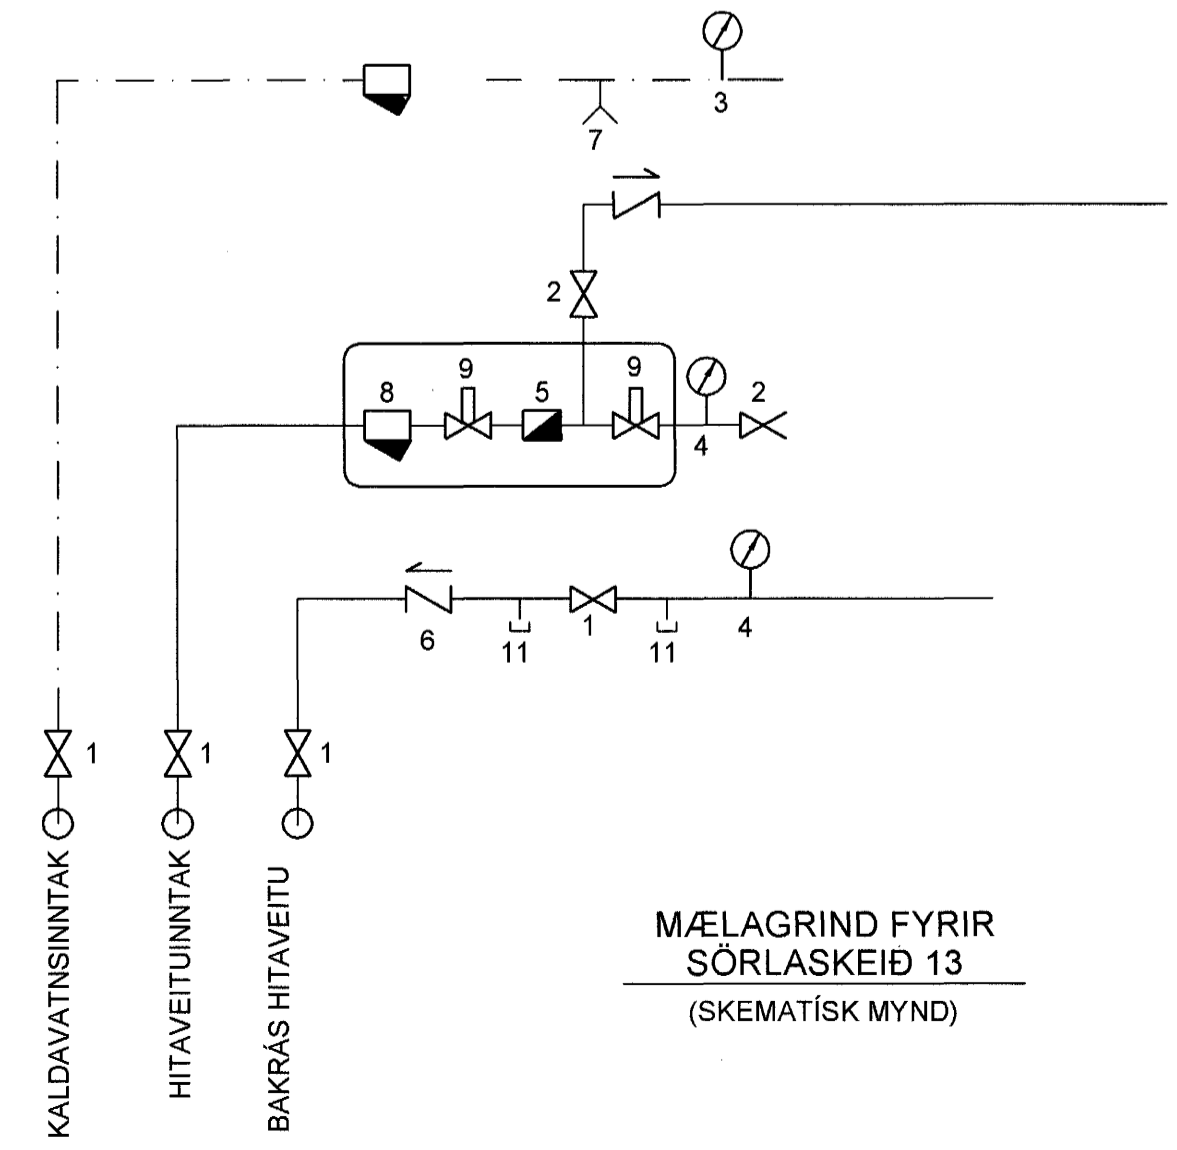 3
7
2
9
9
8
5
2
4
6
11
1
11
4
1
1
1
KALDAVATNSINNTAK
HITAVEITUINNTAK
BAKRÁS HITAVEITU
MÆLAGRIND FYRIR
SÖRLASKEIÐ 13
(SKEMATÍSK MYND)